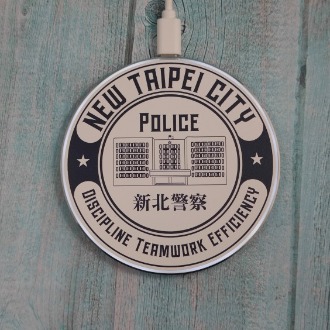 NEW TAIPEI CITY
POLICE
新北警察
DISCIPLINE TEAMWORK EFFICIENCY